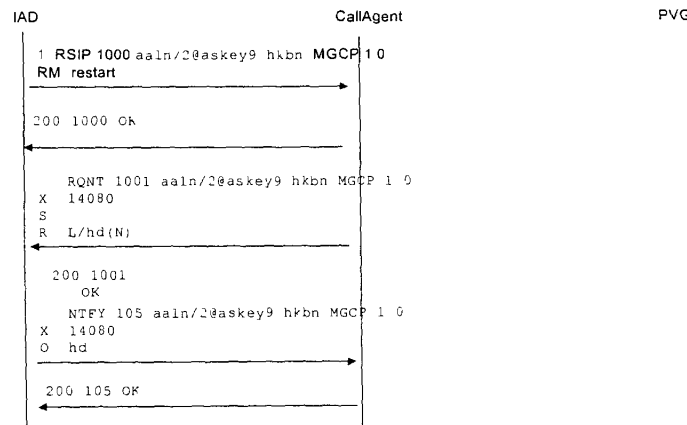 IAD CallAgent PVG
1 RSIP 1000 aaln/2@askey9 hkbn MGCP 1 0
RM restart
200 1000 OK
RQNT 1001 aaln/2@askey9 hkbn MGCP 1 0
X 14080
S
R L/hd(N)
200 1001
OK
NTFY 105 aaln/2@askey9 hkbn MGCP 1 0
X 14080
O hd
200 105 OK